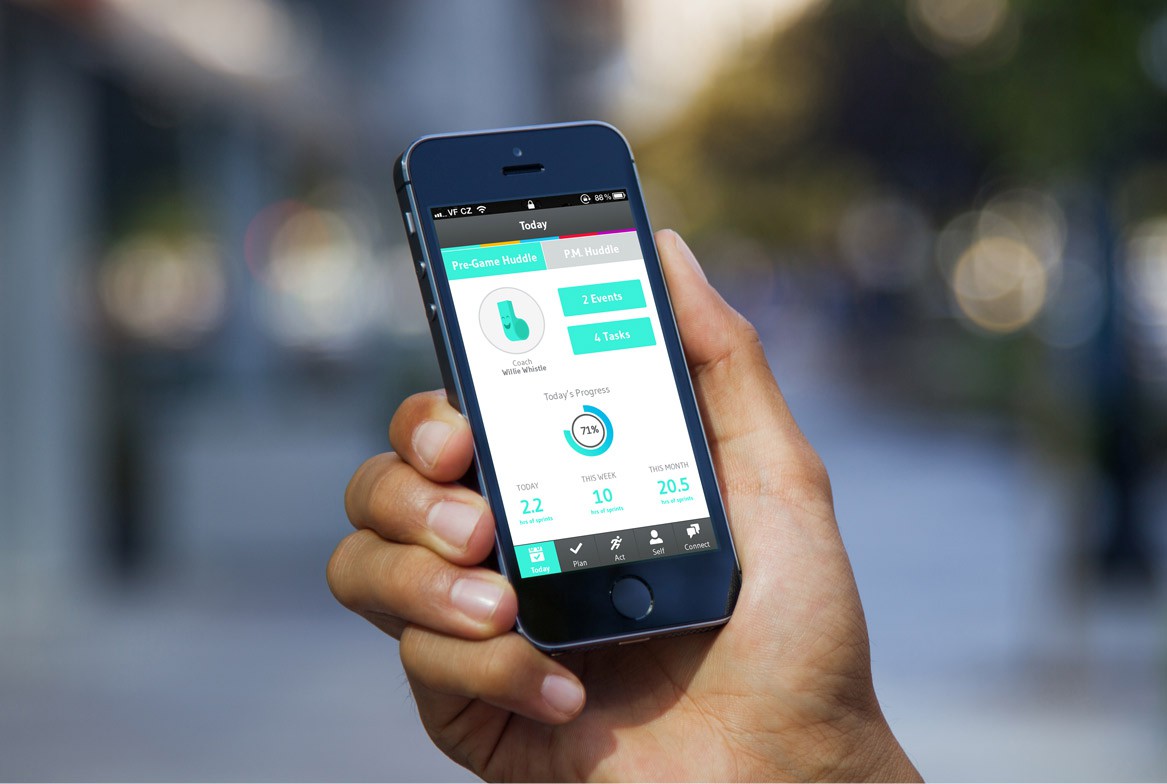 VF CZ 88%
Today
Pre-Game Huddle P.M. Huddle
2 Events
4 Tasks
Coach
Willie Whistle
Today's Progress
71%
TODAY THIS WEEK THIS MONTH
2.2 10 20.5
hrs of sprints hrs of sprints hrs of sprints
Today Plan Act Self Connect